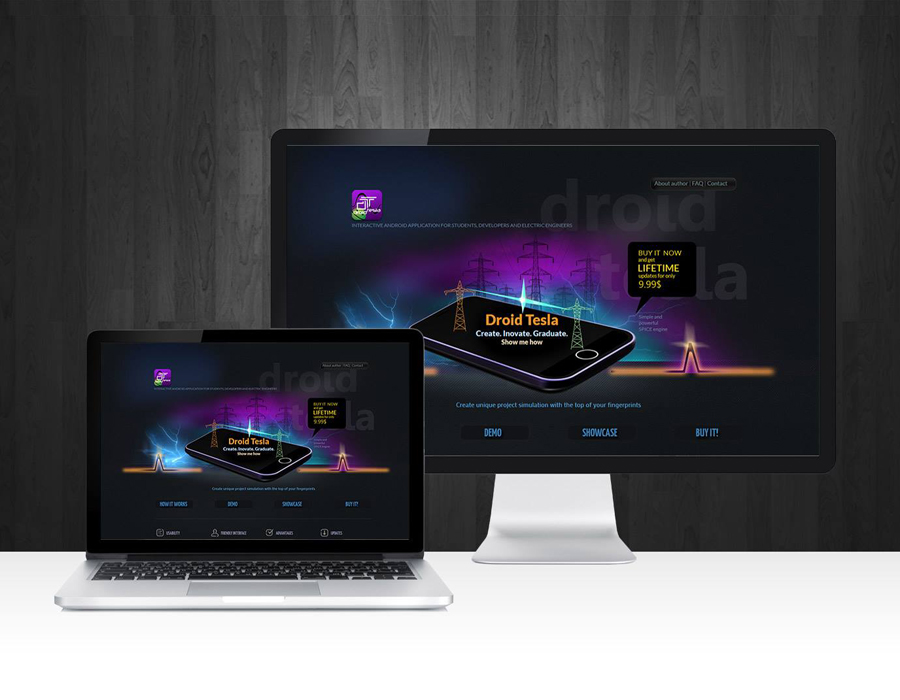 About author | FAQ | Contact
droid
tesla
INTERACTIVE ANDROID APPLICATION FOR STUDENTS, DEVELOPERS AND ELECTRIC ENGINEERS
BUY IT NOW
and get
LIFETIME
updates for only
9.99$
Simple and
powerful
SPICE engine
Droid Tesla
Create. Inovate. Graduate.
Show me how
Create unique project simulation with the top of your fingerprints
DEMO
SHOWCASE
BUY IT!
About author | FAQ | Contact
droid
tesla
BUY IT NOW
and get
LIFETIME
updates for only
9.99$
Droid Tesla
Create. Inovate. Graduate.
Show me how
Create unique project simulation with the top of your fingerprints
HOW IT WORKS
DEMO
SHOWCASE
BUY IT!
USABILITY
FRIENDLY INTERFACE
ADVANTAGES
UPDATES